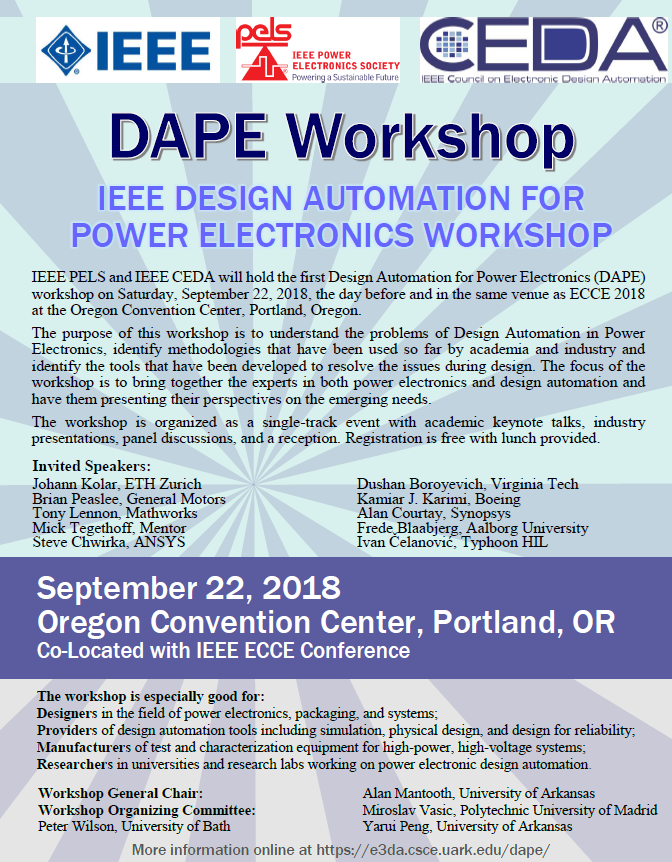 IEEE
pels
IEEE POWER
ELECTRONICS SOCIETY
Powering a Sustainable Future
CEDA®
IEEE Council on Electronic Design Automation
DAPE Workshop
IEEE DESIGN AUTOMATION FOR
POWER ELECTRONICS WORKSHOP
IEEE PELS and IEEE CEDA will hold the first Design Automation for Power Electronics (DAPE)
workshop on Saturday, September 22, 2018, the day before and in the same venue as ECCE 2018
at the Oregon Convention Center, Portland, Oregon.
The purpose of this workshop is to understand the problems of Design Automation in Power
Electronics, identify methodologies that have been used so far by academia and industry and
identify the tools that have been developed to resolve the issues during design. The focus of the
workshop is to bring together the experts in both power electronics and design automation and
have them presenting their perspectives on the emerging needs.
The workshop is organized as a single-track event with academic keynote talks, industry
presentations, panel discussions, and a reception. Registration is free with lunch provided.
Invited Speakers:
Johann Kolar, ETH Zurich
Brian Peaslee, General Motors
Tony Lennon, Mathworks
Mick Tegethoff, Mentor
Steve Chwirka, ANSYS
Dushan Boroyevich, Virginia Tech
Kamiar J. Karimi, Boeing
Alan Courtay, Synopsys
Frede Blaabjerg, Aalborg University
Ivan Čelanović, Typhoon HIL
September 22, 2018
Oregon Convention Center, Portland, OR
Co-Located with IEEE ECCE Conference
The workshop is especially good for:
Designers in the field of power electronics, packaging, and systems;
Providers of design automation tools including simulation, physical design, and design for reliability;
Manufacturers of test and characterization equipment for high-power, high-voltage systems;
Researchers in universities and research labs working on power electronic design automation.
Workshop General Chair: Alan Mantooth, University of Arkansas
Workshop Organizing Committee: Miroslav Vasic, Polytechnic University of Madrid
Peter Wilson, University of Bath Yarui Peng, University of Arkansas
More information online at https://e3da.csce.uark.edu/dape/